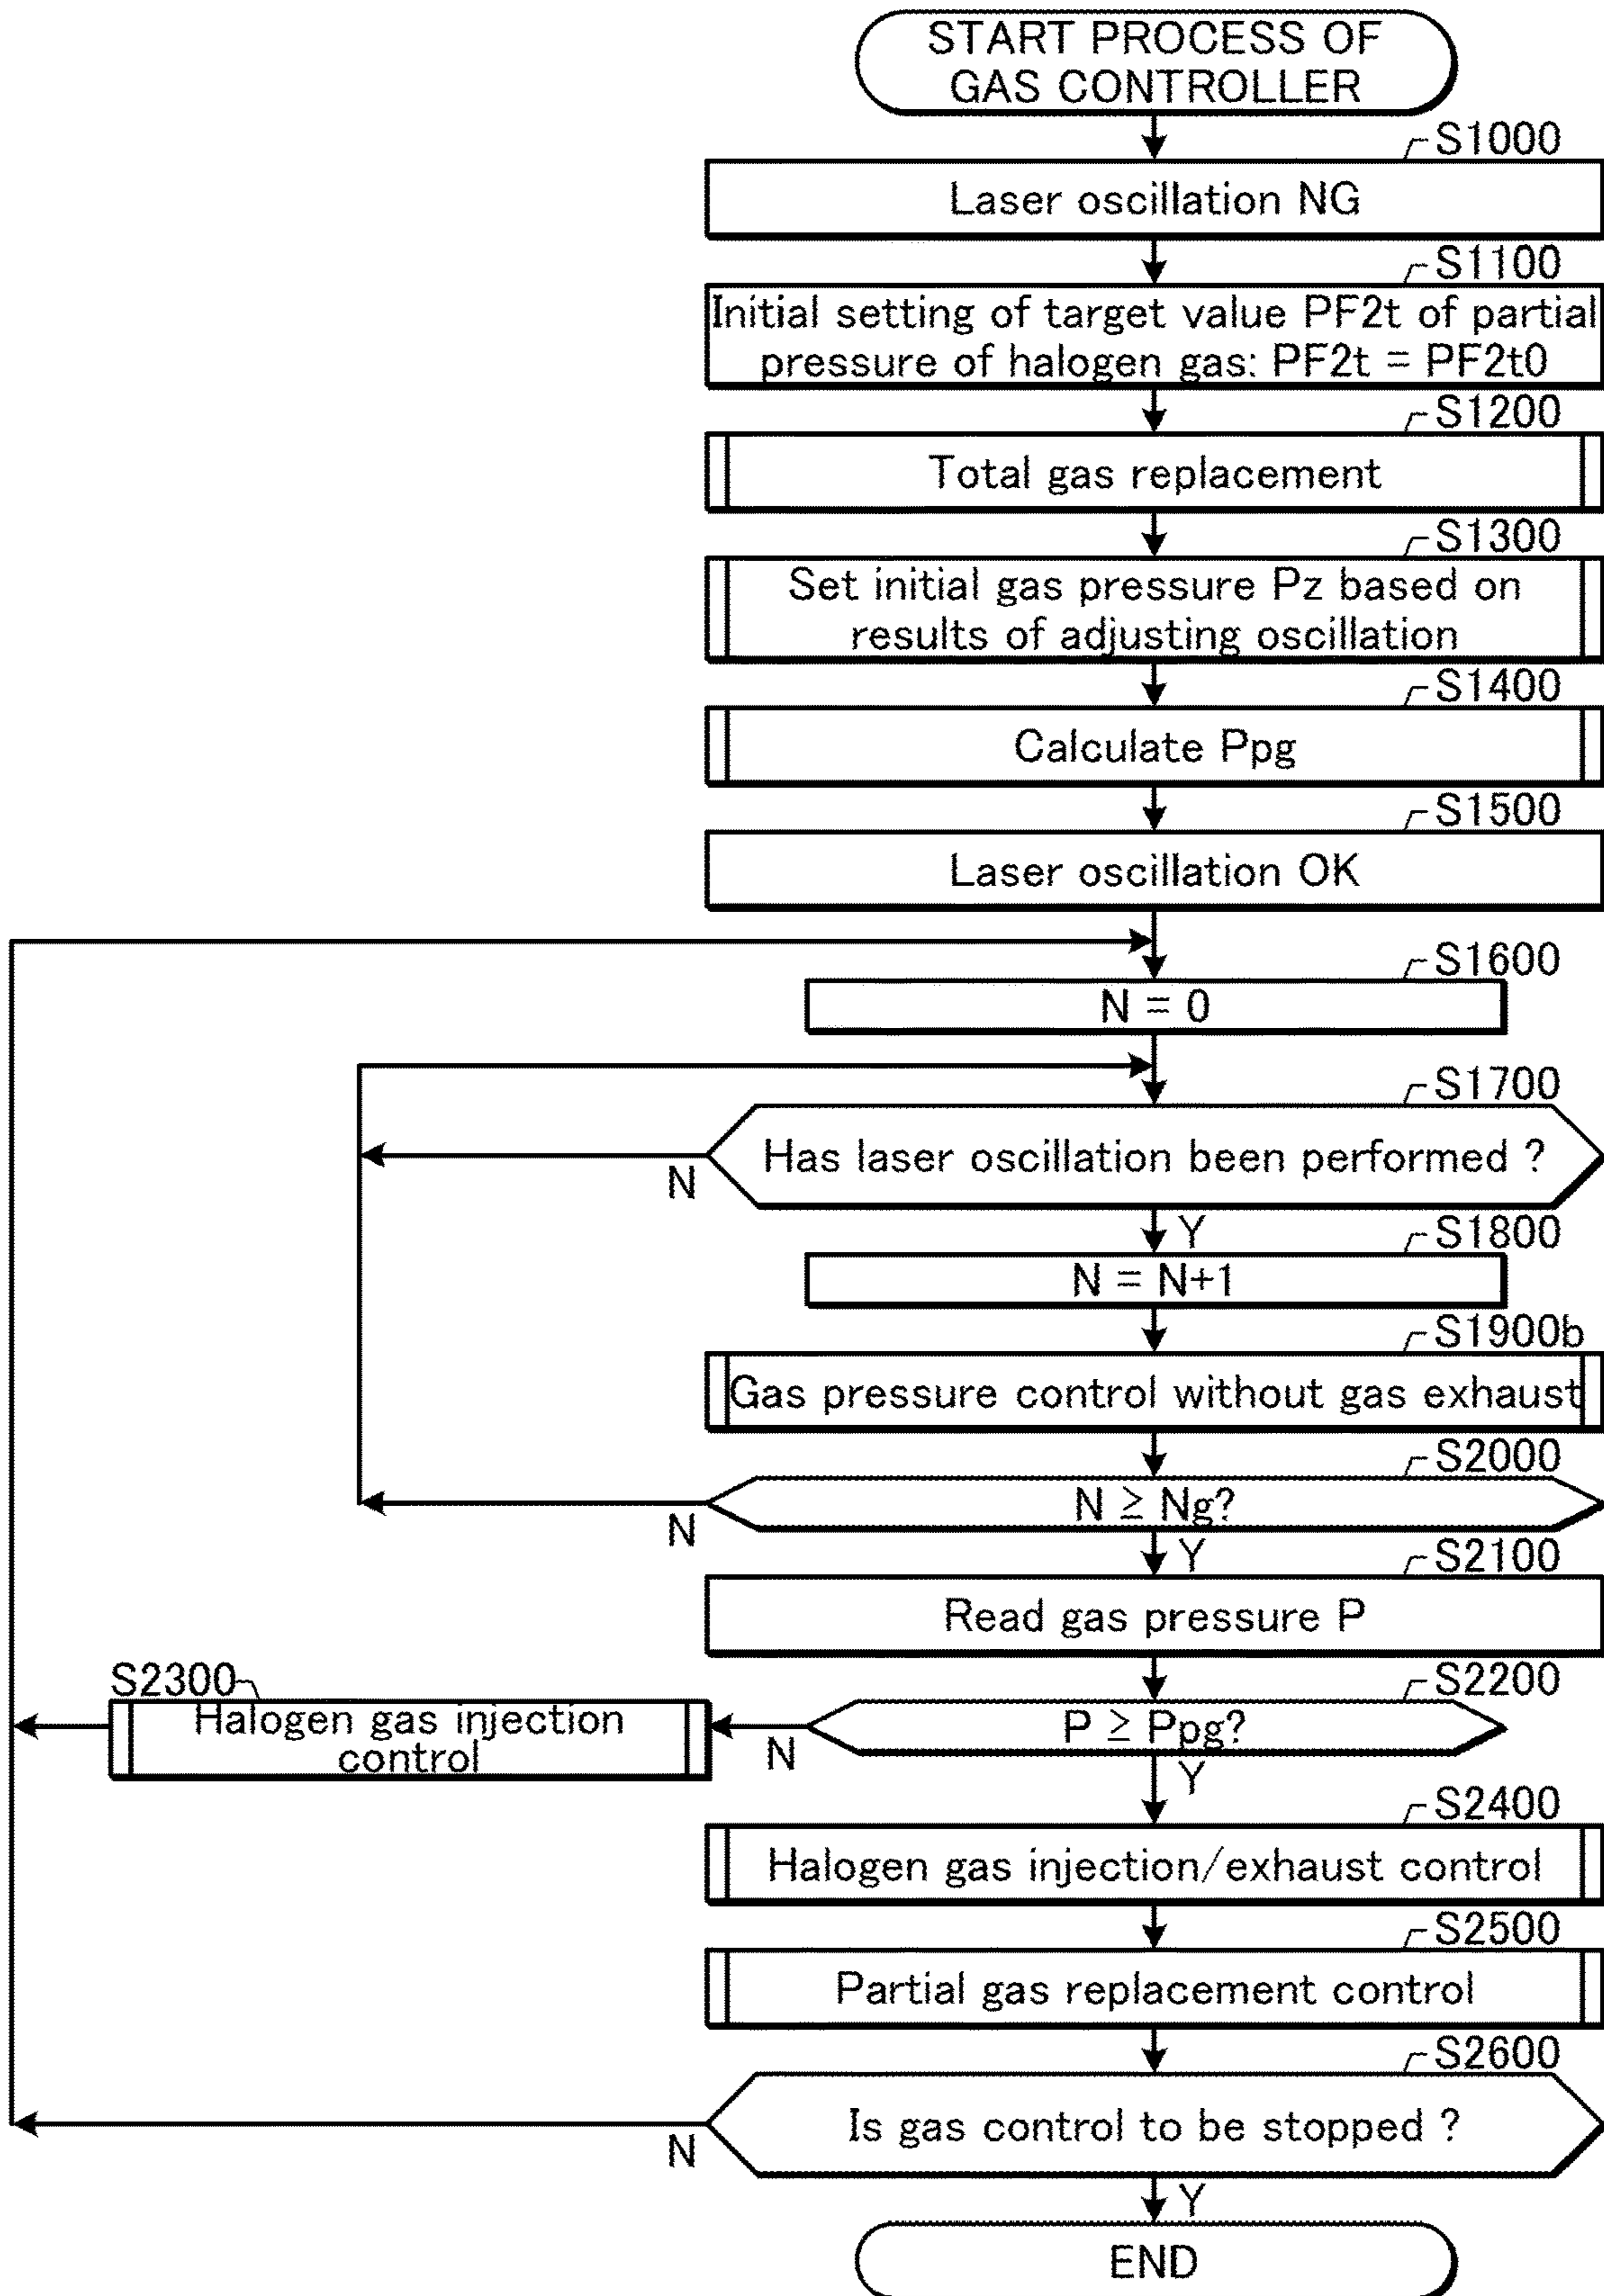 START PROCESS OF
GAS CONTROLLER
S1000
Laser oscillation NG
S1100
Initial setting of target value PF2t of partial
pressure of halogen gas: PF2t = PF2t0
S1200
Total gas replacement
S1300
Set initial gas pressure Pz based on
results of adjusting oscillation
S1400
Calculate Ppg
S1500
Laser oscillation OK
S1600
N = 0
S1700
Has laser oscillation been performed ?
N
Y
S1800
N = N+1
S1900b
Gas pressure control without gas exhaust
S2000
N ≥ Ng?
N
Y
S2100
Read gas pressure P
S2200
P ≥ Ppg?
N
Y
S2300
Halogen gas injection
control
S2400
Halogen gas injection/exhaust control
S2500
Partial gas replacement control
S2600
Is gas control to be stopped ?
N
Y
END